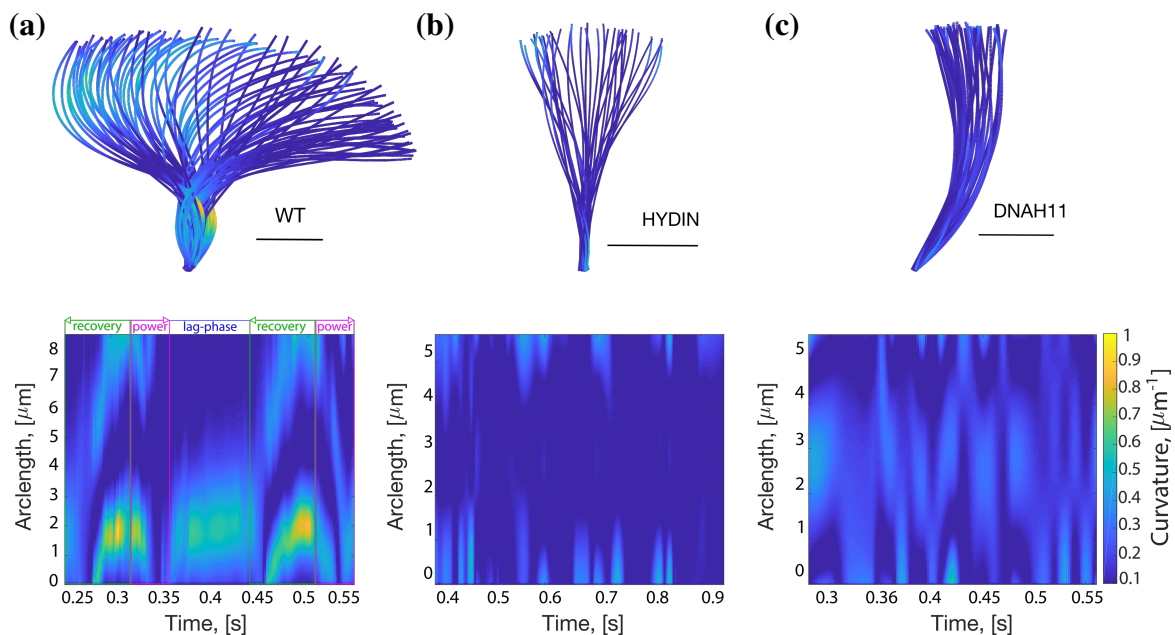 (a)
(b)
(c)
WT
HYDIN
DNAH11
recovery power lag-phase recovery power
8
7
6
5
4
3
2
1
0
Arclength, [μm]
0.25 0.3 0.4 0.45 0.5 0.55
Time, [s]
5
4
3
2
1
0
Arclength, [μm]
0.4 0.5 0.6 0.7 0.8 0.9
Time, [s]
5
4
3
2
1
0
Arclength, [μm]
0.3 0.36 0.4 0.45 0.5 0.55
Time, [s]
1
0.9
0.8
0.7
0.6
0.5
0.4
0.3
0.2
0.1
Curvature, [μm⁻¹]